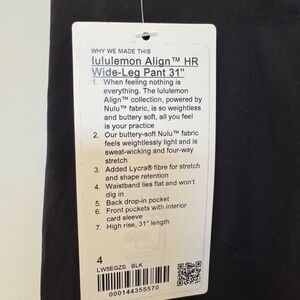 WHY WE MADE THIS
lululemon Align™ HR
Wide-Leg Pant 31"
1. When feeling nothing is
everything. The lululemon
Align™ collection, powered by
Nulu™ fabric, is so weightless
and buttery soft, all you feel
is your practice
2. Our buttery-soft Nulu™ fabric
feels weightlessly light and is
sweat-wicking and four-way
stretch
3. Added Lycra® fibre for stretch
and shape retention
4. Waistband lies flat and won't
dig in
5. Back drop-in pocket
6. Front pockets with interior
card sleeve
7. High rise, 31" length
4
LW5EGZS BLK
000144355570